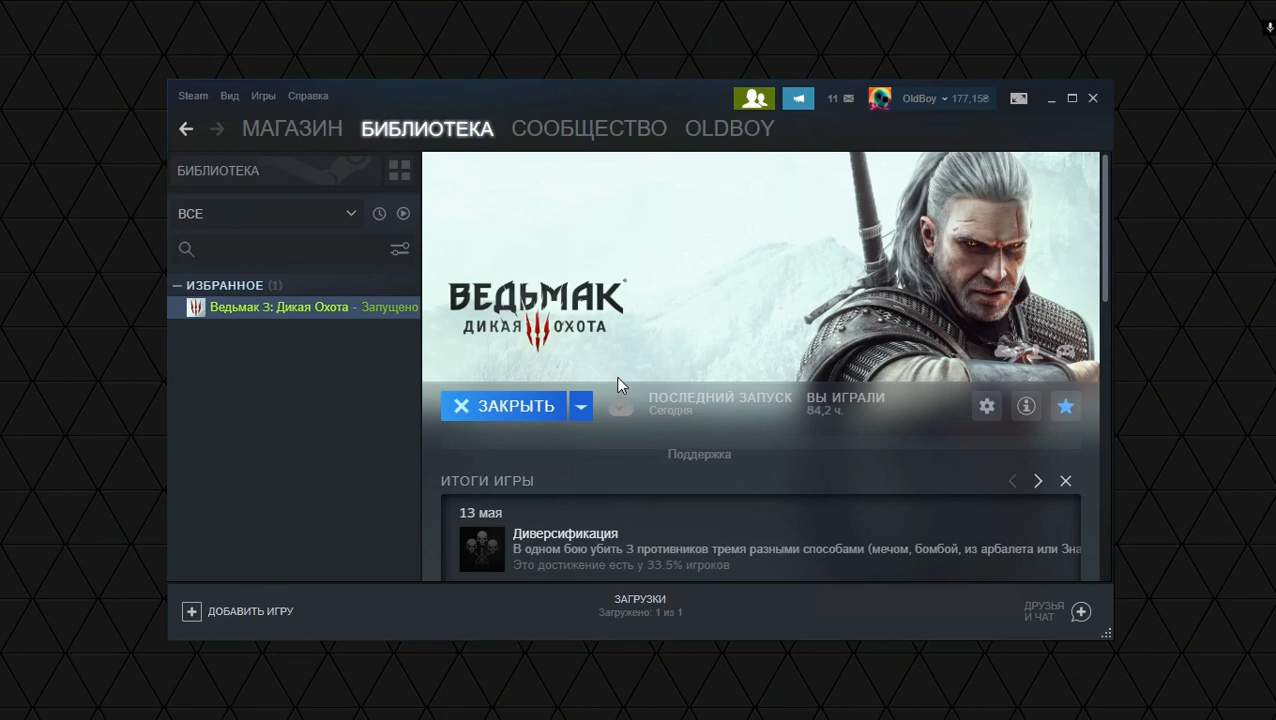 Steam Вид Игры Справка
11 OldBoy 177,15₴
МАГАЗИН БИБЛИОТЕКА СООБЩЕСТВО OLDBOY
БИБЛИОТЕКА
ВСЕ
ИЗБРАННОЕ (1)
Ведьмак 3: Дикая Охота - Запущено
ВЕДЬМАК
ДИКАЯ ОХОТА
ЗАКРЫТЬ
ПОСЛЕДНИЙ ЗАПУСК
Сегодня
ВЫ ИГРАЛИ
84,2 ч.
Поддержка
ИТОГИ ИГРЫ
13 мая
Диверсификация
В одном бою убить 3 противников тремя разными способами (мечом, бомбой, из арбалета или Зна
Это достижение есть у 33.5% игроков
ДОБАВИТЬ ИГРУ
ЗАГРУЗКИ
Загружено: 1 из 1
ДРУЗЬЯ
И ЧАТ